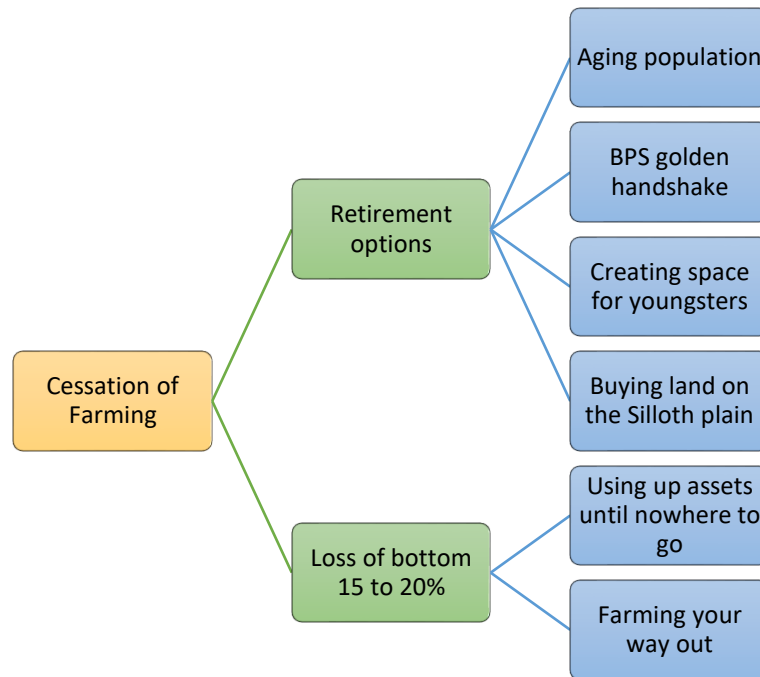 Aging population
BPS golden
handshake
Retirement
options
Creating space
for youngsters
Buying land on
the Silloth plain
Cessation of
Farming
Using up assets
until nowhere to
go
Loss of bottom
15 to 20%
Farming your
way out